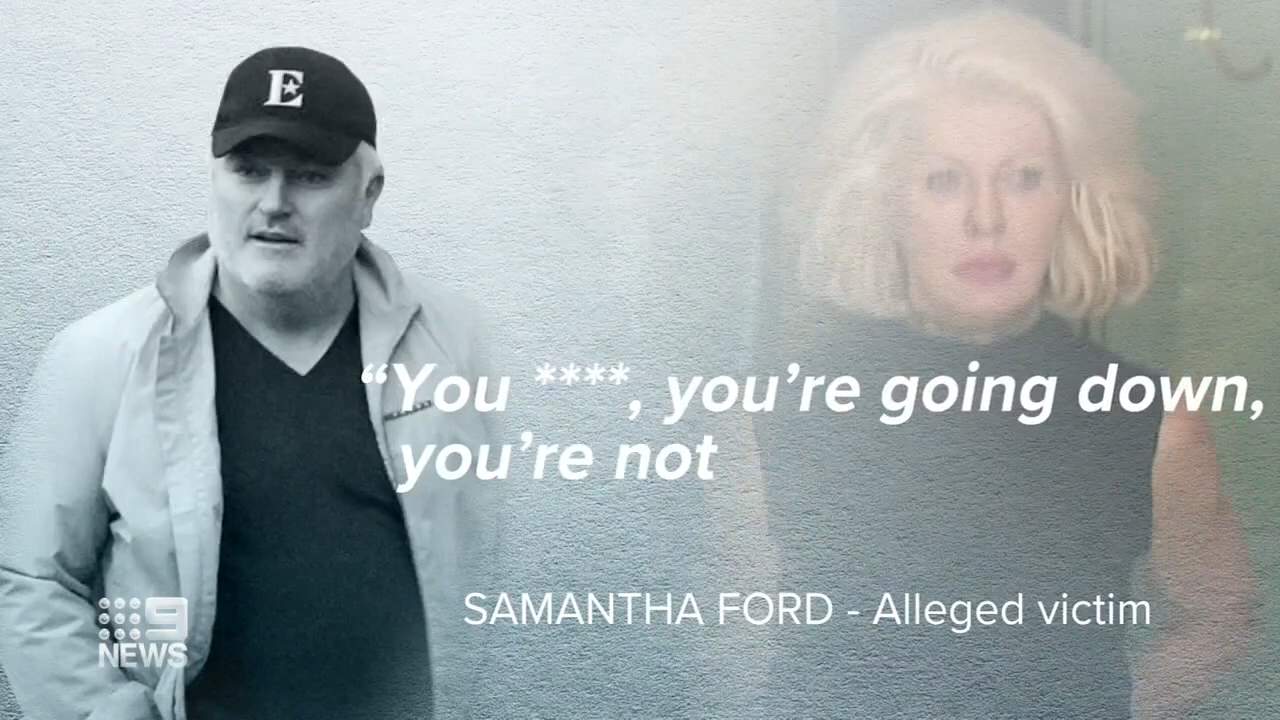 E
“You ****, you’re going down,
you’re not
SAMANTHA FORD - Alleged victim
9
NEWS